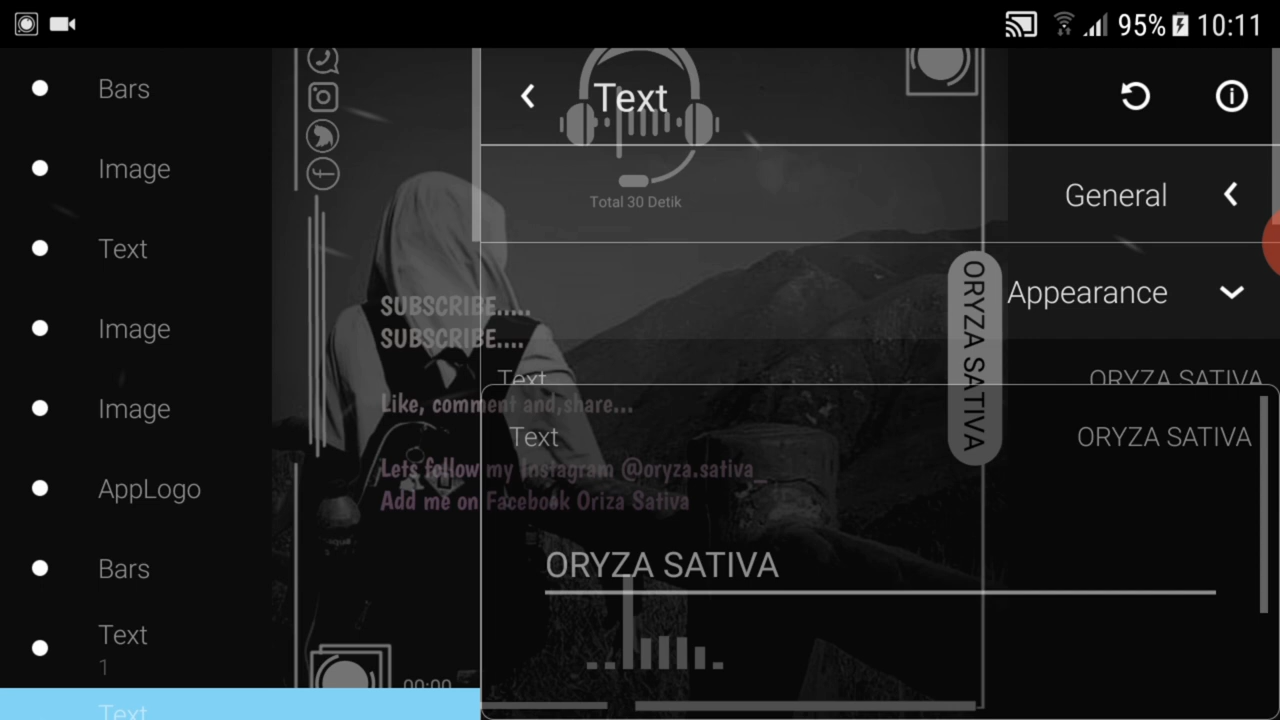 95% 10:11
Bars
Image
Text
Image
Image
AppLogo
Bars
Text
1
Text
Text
Total 30 Detik
General
Appearance
ORYZA SATIVA
SUBSCRIBE.....
SUBSCRIBE....
Text ORYZA SATIVA
Like, comment and,share...
Text ORYZA SATIVA
Lets follow my instagram @oryza.sativa_
Add me on Facebook Oriza Sativa
ORYZA SATIVA
00:00